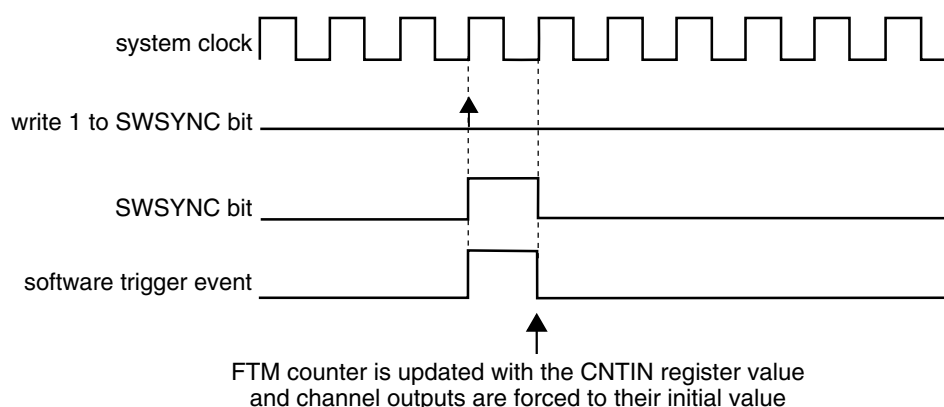 system clock
write 1 to SWSYNC bit
SWSYNC bit
software trigger event
FTM counter is updated with the CNTIN register value
and channel outputs are forced to their initial value